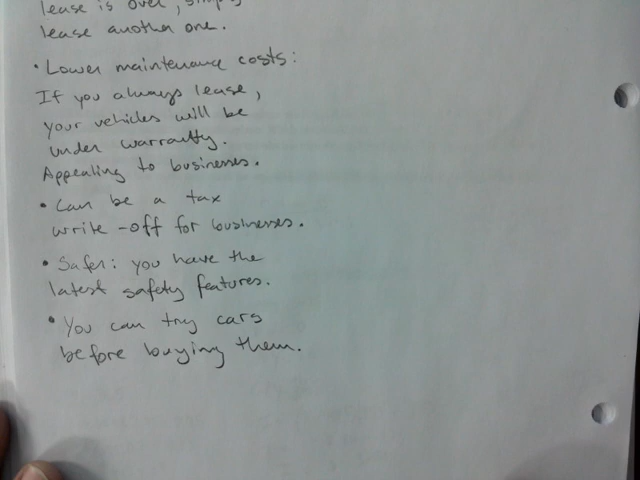 lease is over, simply
lease another one.
• Lower maintenance costs:
If you always lease,
your vehicles will be
under warranty.
Appealing to businesses.
• Can be a tax
write-off for businesses.
• Safer: you have the
latest safety features.
• You can try cars
before buying them.